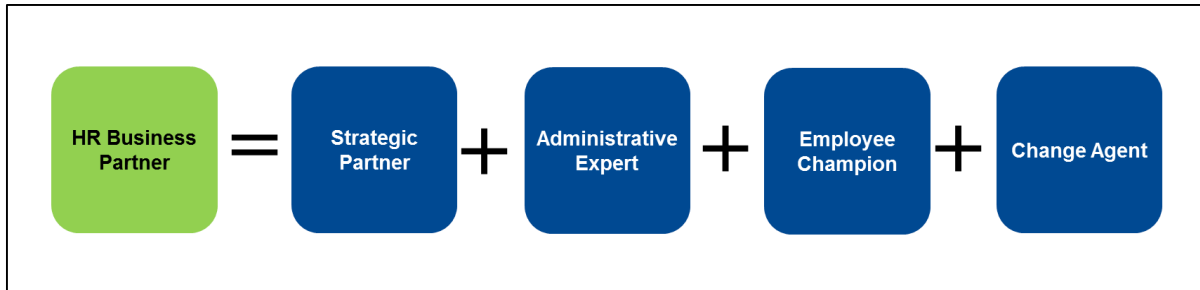 HR Business
Partner
=
Strategic
Partner
+
Administrative
Expert
+
Employee
Champion
+
Change Agent